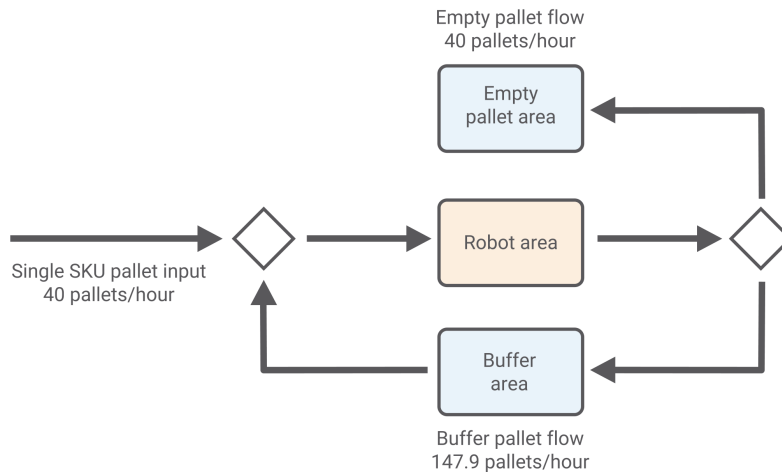 Empty pallet flow
40 pallets/hour
Empty
pallet area
Robot area
Single SKU pallet input
40 pallets/hour
Buffer
area
Buffer pallet flow
147.9 pallets/hour